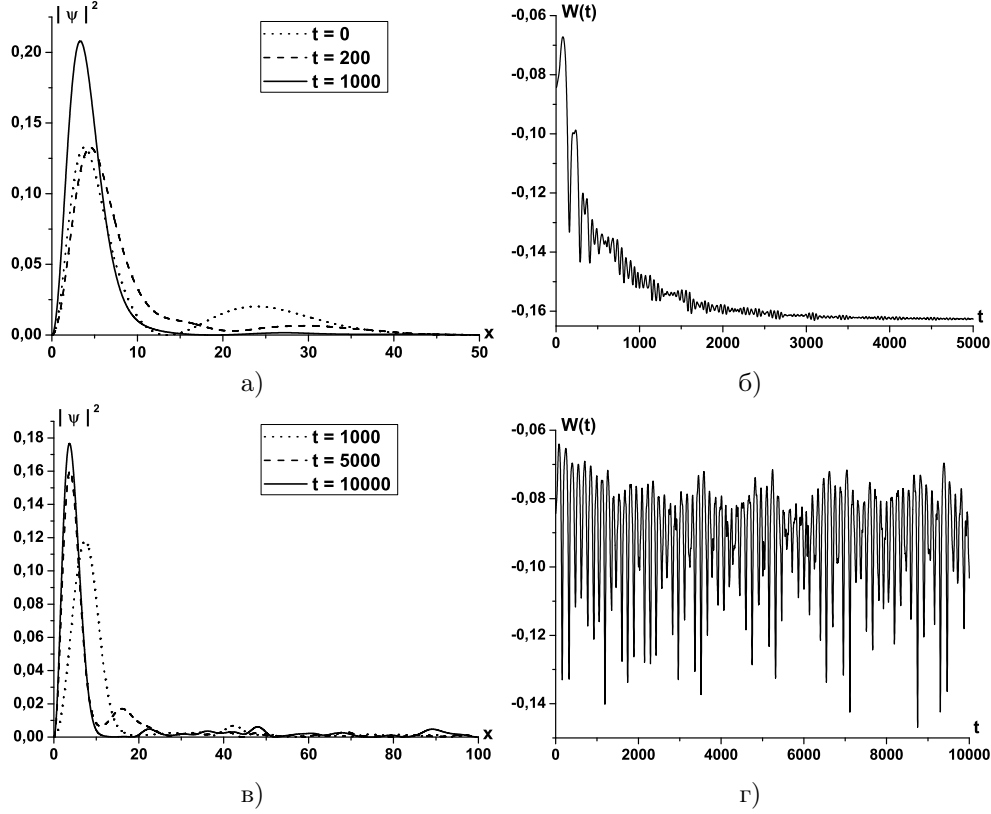 | ψ |²
t = 0
t = 200
t = 1000
0,20
0,15
0,10
0,05
0,00
0 10 20 30 40 50
x
а)
W(t)
-0,06
-0,08
-0,10
-0,12
-0,14
-0,16
0 1000 2000 3000 4000 5000
t
б)
| ψ |²
t = 1000
t = 5000
t = 10000
0,18
0,16
0,14
0,12
0,10
0,08
0,06
0,04
0,02
0,00
0 20 40 60 80 100
x
в)
W(t)
-0,06
-0,08
-0,10
-0,12
-0,14
0 2000 4000 6000 8000 10000
t
г)